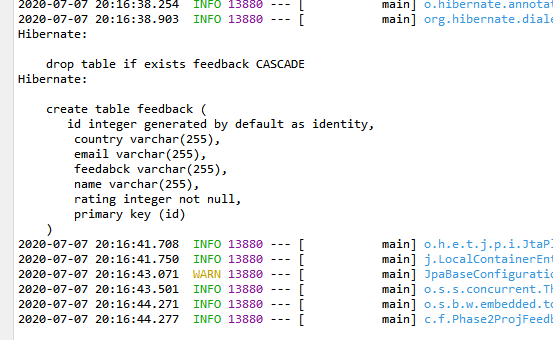 2020-07-07 20:16:38.254 INFO 13880 --- [ main] o.hibernate.annotat
2020-07-07 20:16:38.903 INFO 13880 --- [ main] org.hibernate.diale
Hibernate:
drop table if exists feedback CASCADE
Hibernate:
create table feedback (
id integer generated by default as identity,
country varchar(255),
email varchar(255),
feedabck varchar(255),
name varchar(255),
rating integer not null,
primary key (id)
)
2020-07-07 20:16:41.708 INFO 13880 --- [ main] o.h.e.t.j.p.i.JtaPl
2020-07-07 20:16:41.750 INFO 13880 --- [ main] j.LocalContainerEnt
2020-07-07 20:16:43.071 WARN 13880 --- [ main] JpaBaseConfiguratio
2020-07-07 20:16:43.501 INFO 13880 --- [ main] o.s.s.concurrent.Th
2020-07-07 20:16:44.271 INFO 13880 --- [ main] o.s.b.w.embedded.to
2020-07-07 20:16:44.277 INFO 13880 --- [ main] c.f.Phase2ProjFeedb